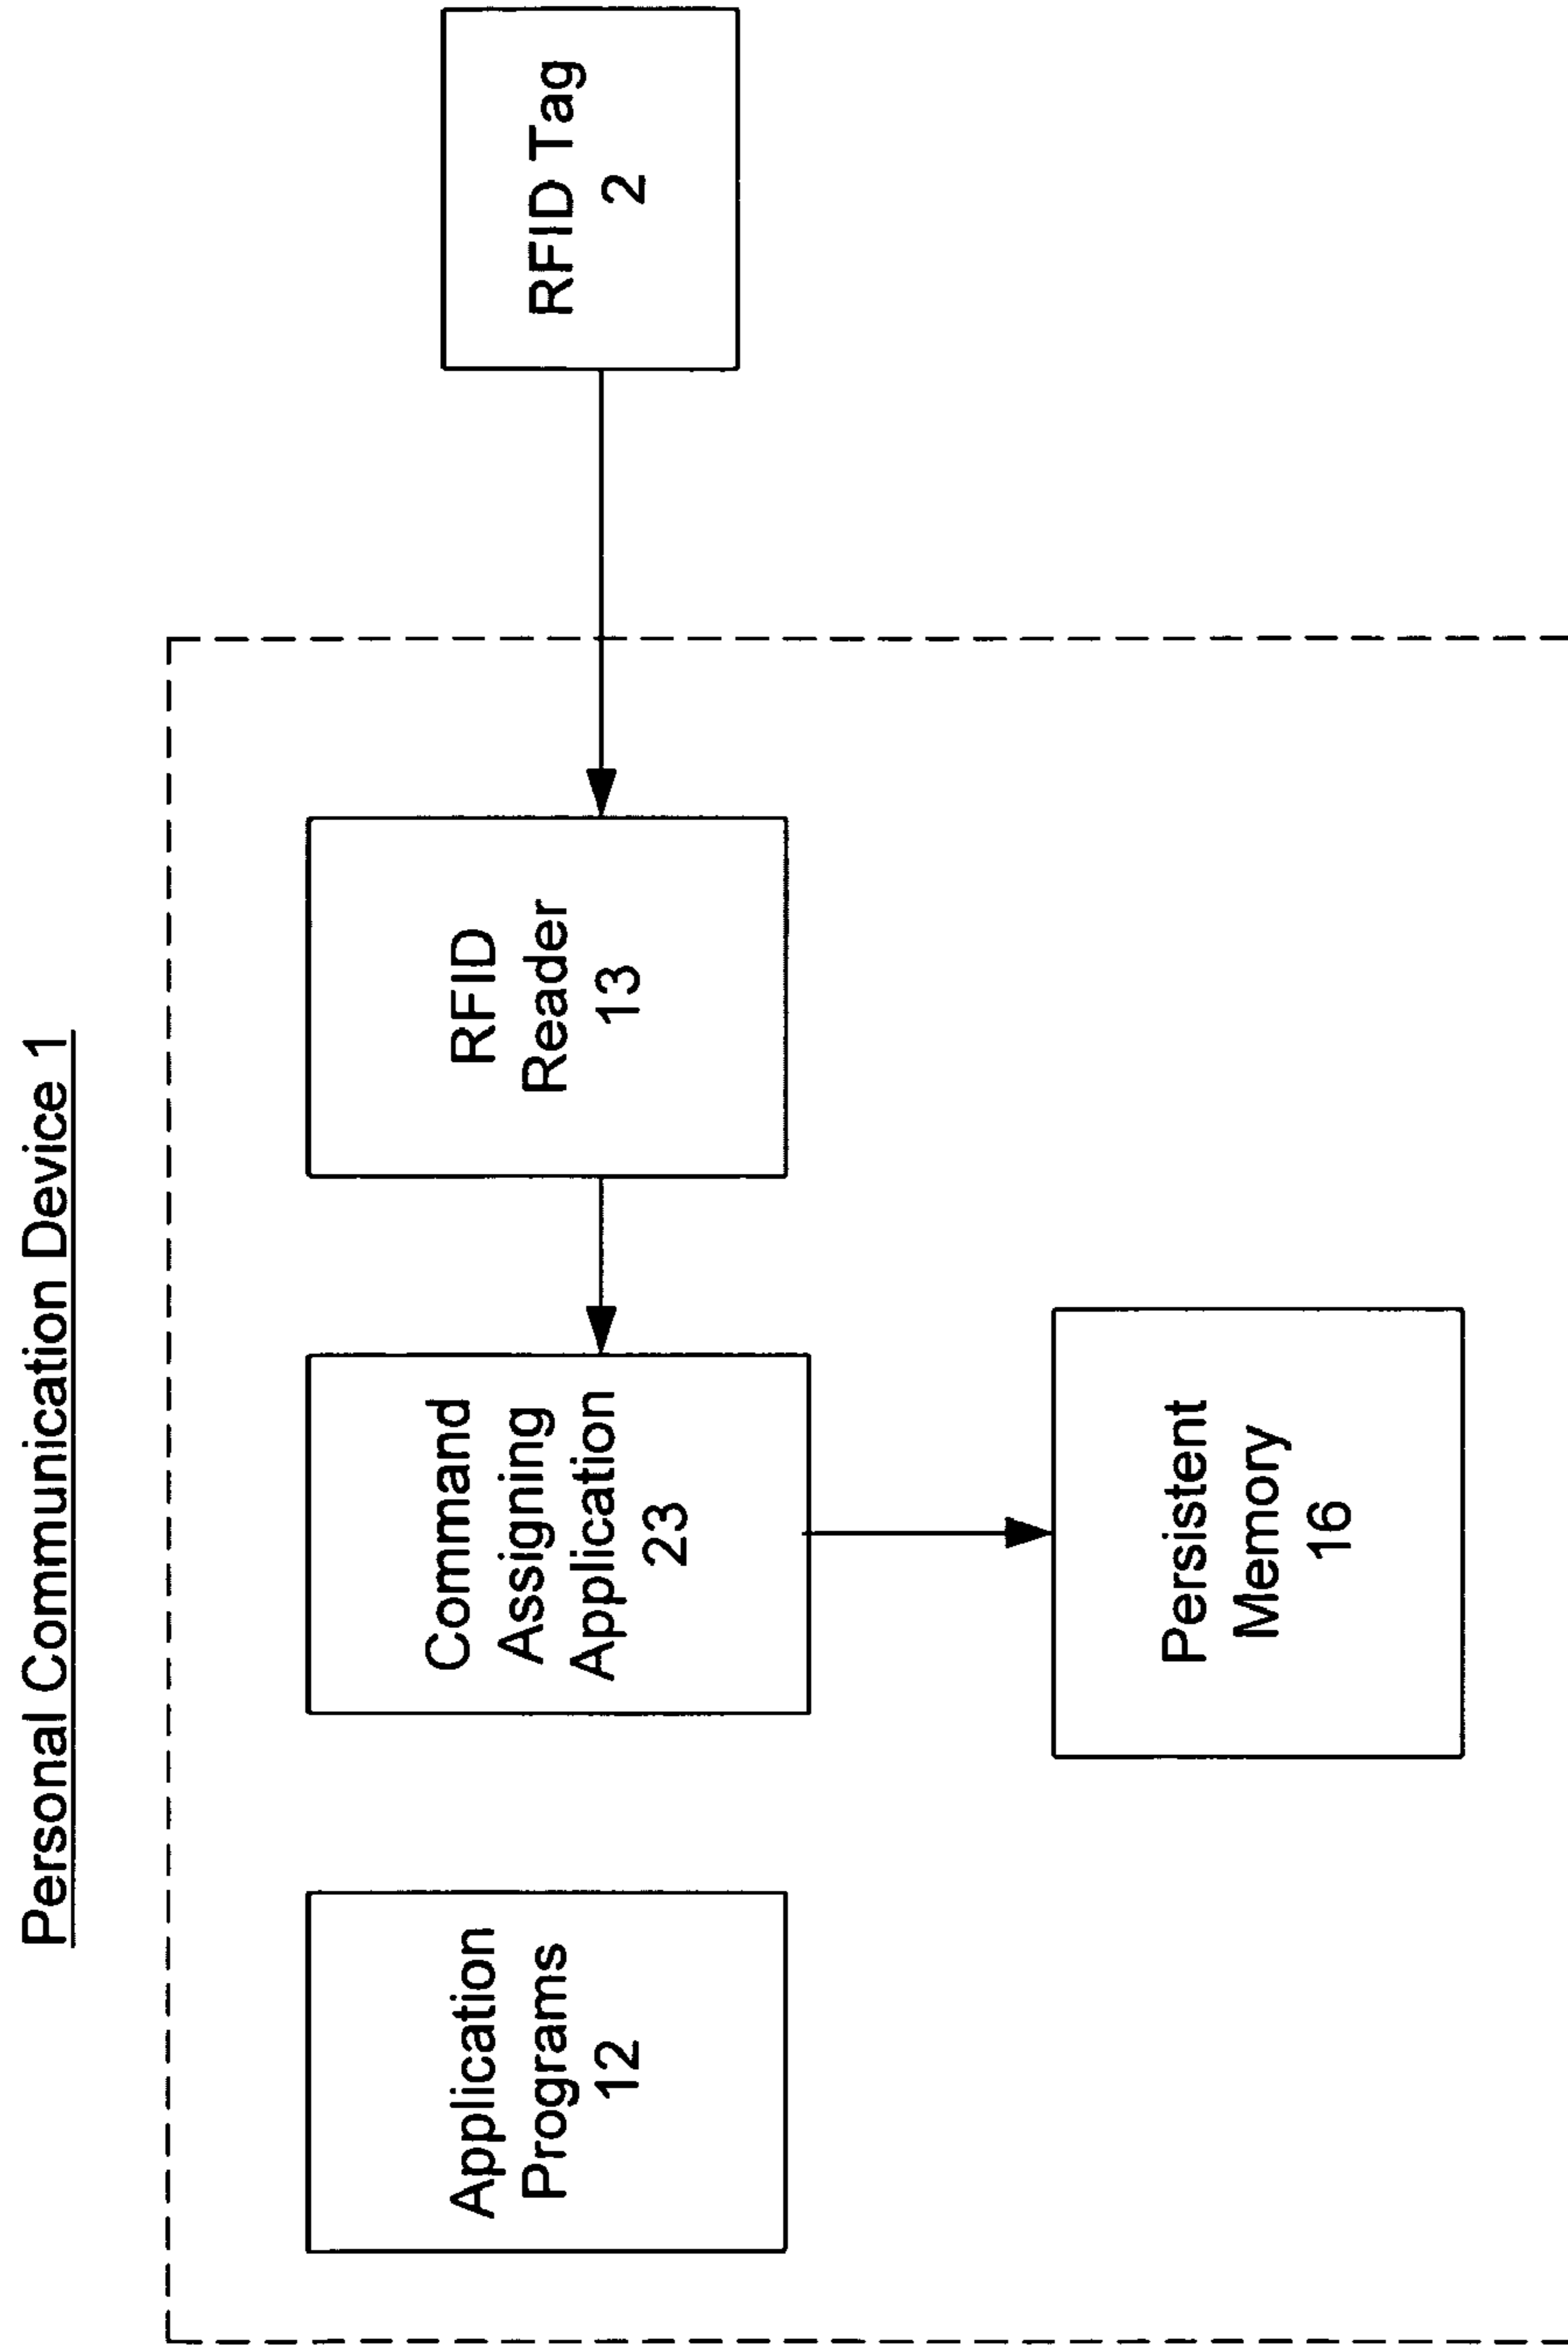 Personal Communication Device 1
Application
Programs
12
Command
Assigning
Application
23
RFID
Reader
13
RFID Tag
2
Persistent
Memory
16